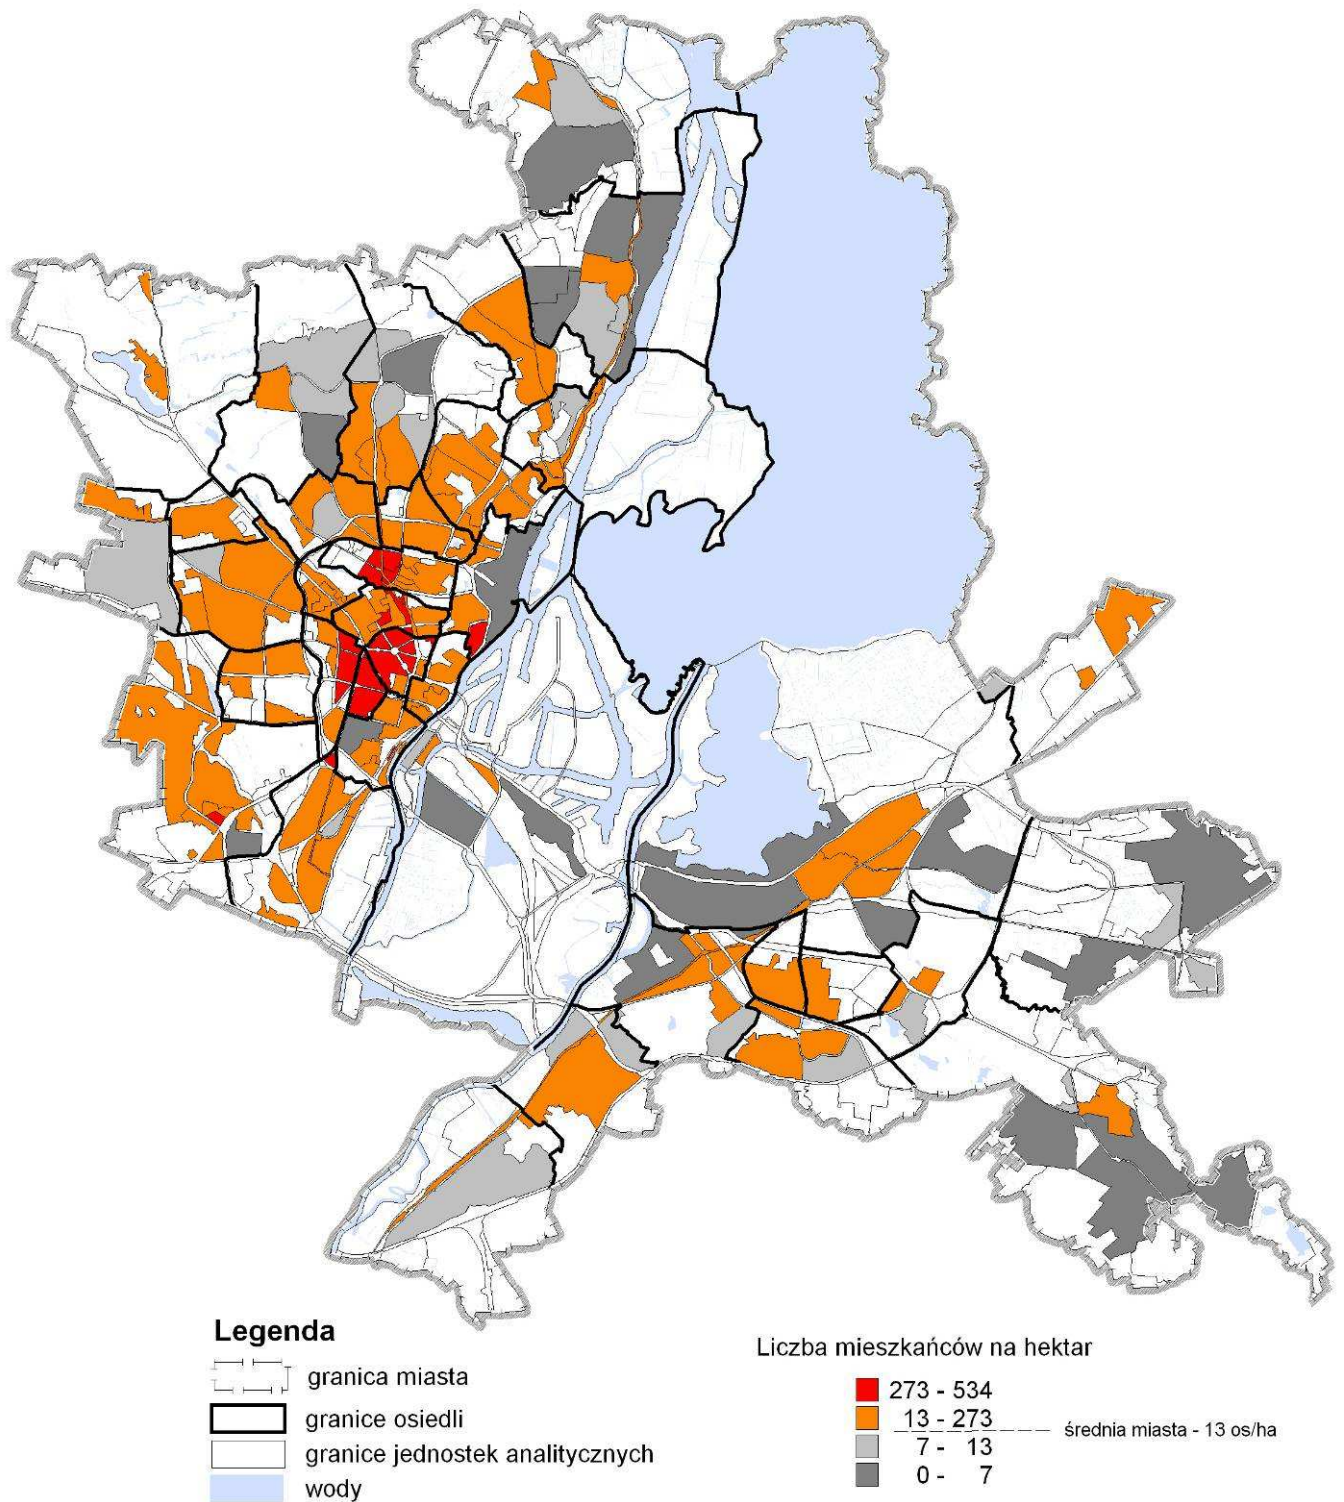 Legenda
granica miasta
granice osiedli
granice jednostek analitycznych
wody
Liczba mieszkańców na hektar
273 - 534
13 - 273
średnia miasta - 13 os/ha
7 - 13
0 - 7